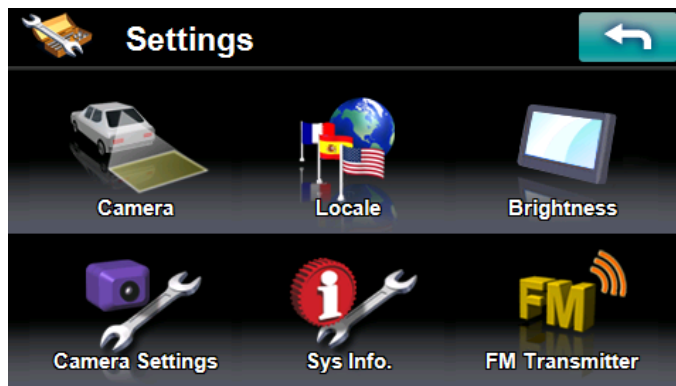 Settings
Camera
Locale
Brightness
Camera Settings
Sys Info.
FM Transmitter
FM